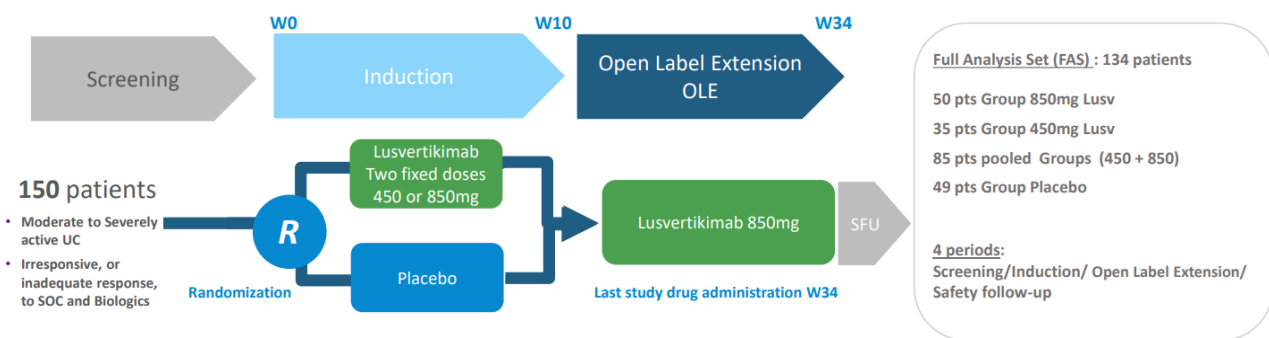 W0
W10
W34
Screening
Induction
Open Label Extension
OLE
150 patients
• Moderate to Severely
active UC
• Irresponsive, or
inadequate response,
to SOC and Biologics
R
Randomization
Lusvertikimab
Two fixed doses
450 or 850mg
Placebo
Lusvertikimab 850mg
SFU
Last study drug administration W34
Full Analysis Set (FAS) : 134 patients
50 pts Group 850mg Lusv
35 pts Group 450mg Lusv
85 pts pooled Groups (450 + 850)
49 pts Group Placebo
4 periods:
Screening/Induction/ Open Label Extension/
Safety follow-up